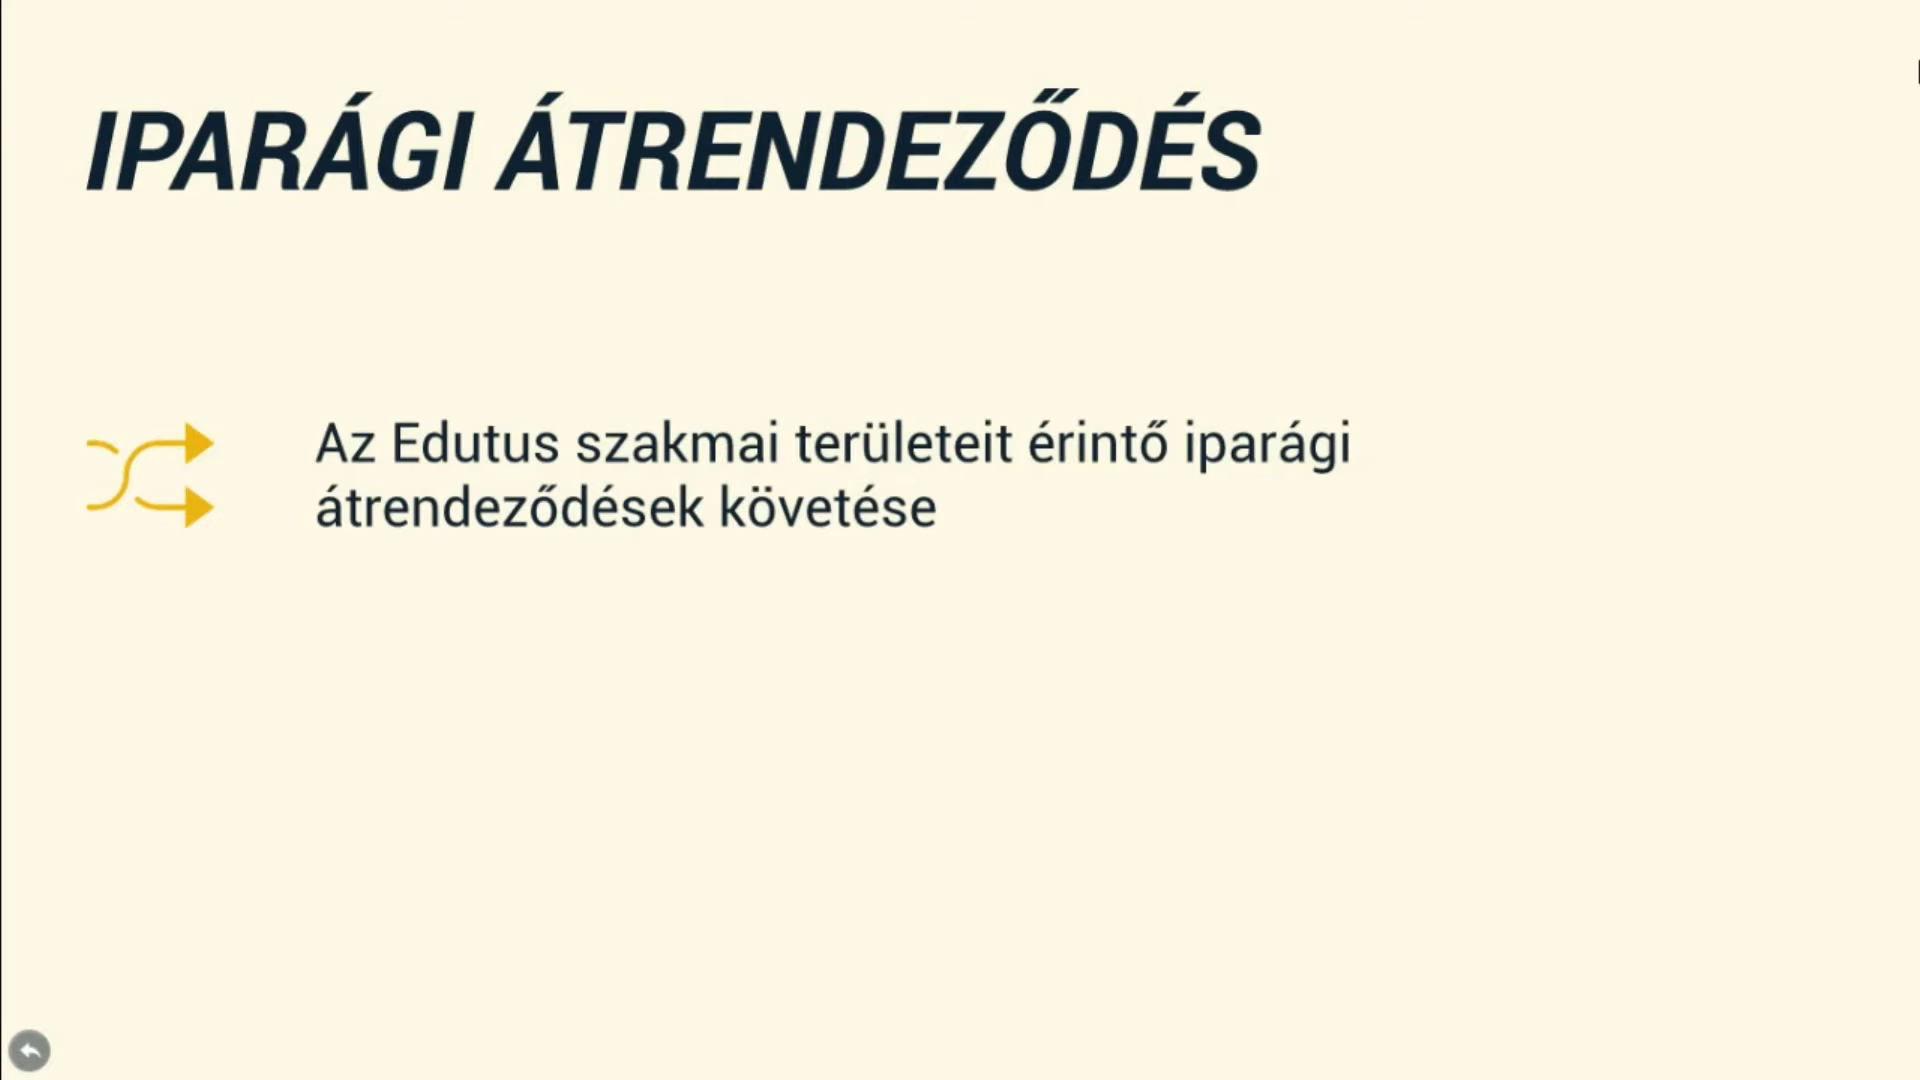 IPARÁGI ÁTRENDEZŐDÉS
Az Edutus szakmai területeit érintő iparági
átrendeződések követése